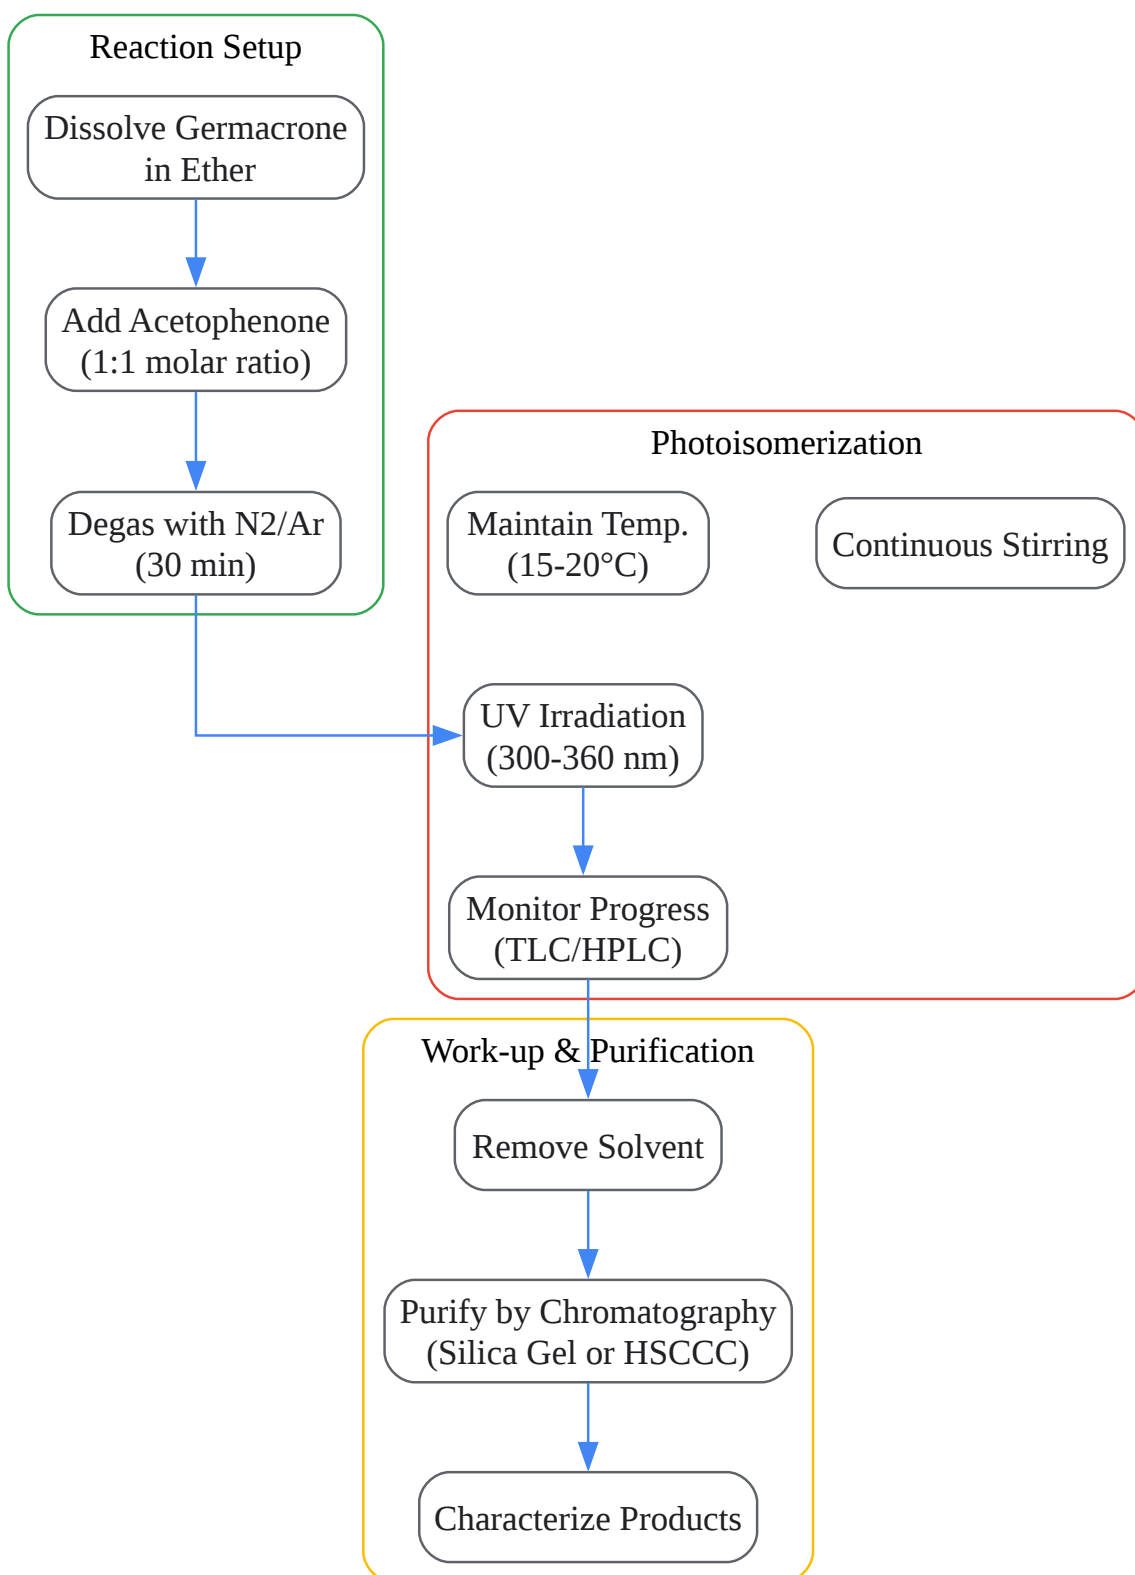 Reaction Setup
Dissolve Germacrone
in Ether
Add Acetophenone
(1:1 molar ratio)
Degas with N2/Ar
(30 min)
Photoisomerization
Maintain Temp.
(15-20°C)
Continuous Stirring
UV Irradiation
(300-360 nm)
Monitor Progress
(TLC/HPLC)
Work-up & Purification
Remove Solvent
Purify by Chromatography
(Silica Gel or HSCCC)
Characterize Products